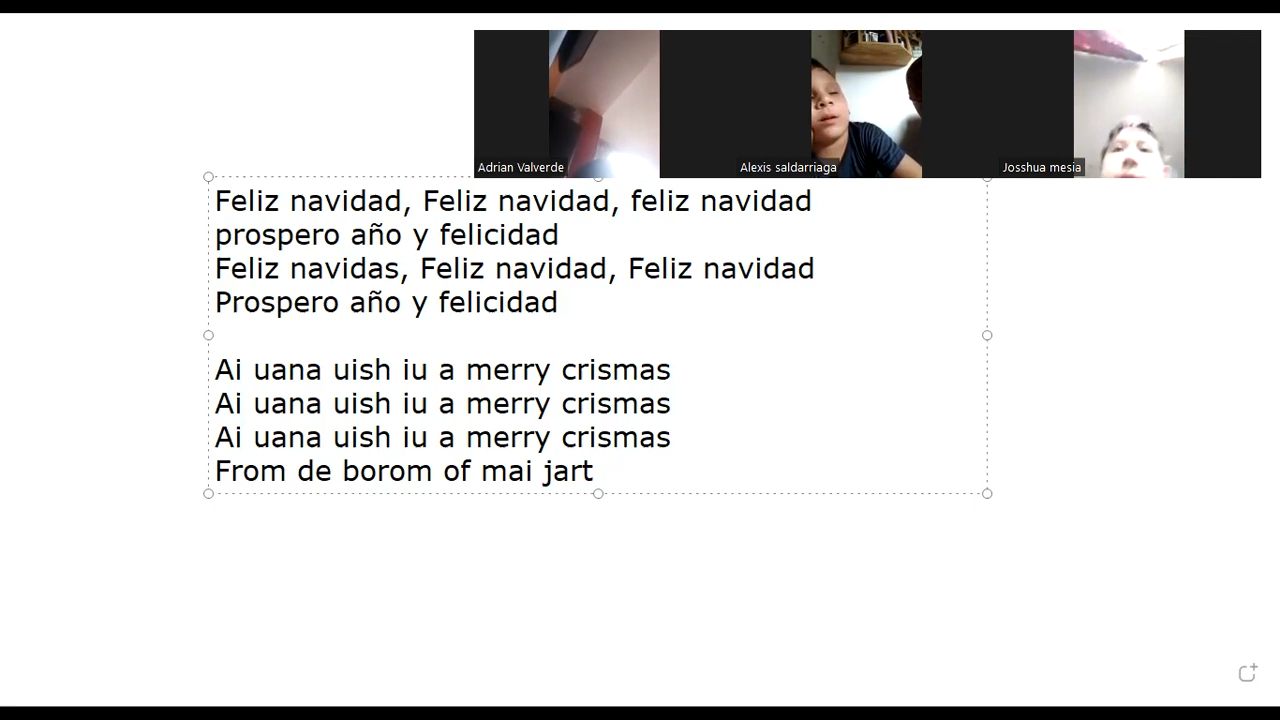 Adrian Valverde
Alexis saldarriaga
Josshua mesia
Feliz navidad, Feliz navidad, feliz navidad
prospero año y felicidad
Feliz navidas, Feliz navidad, Feliz navidad
Prospero año y felicidad
Ai uana uish iu a merry crismas
Ai uana uish iu a merry crismas
Ai uana uish iu a merry crismas
From de borom of mai jart